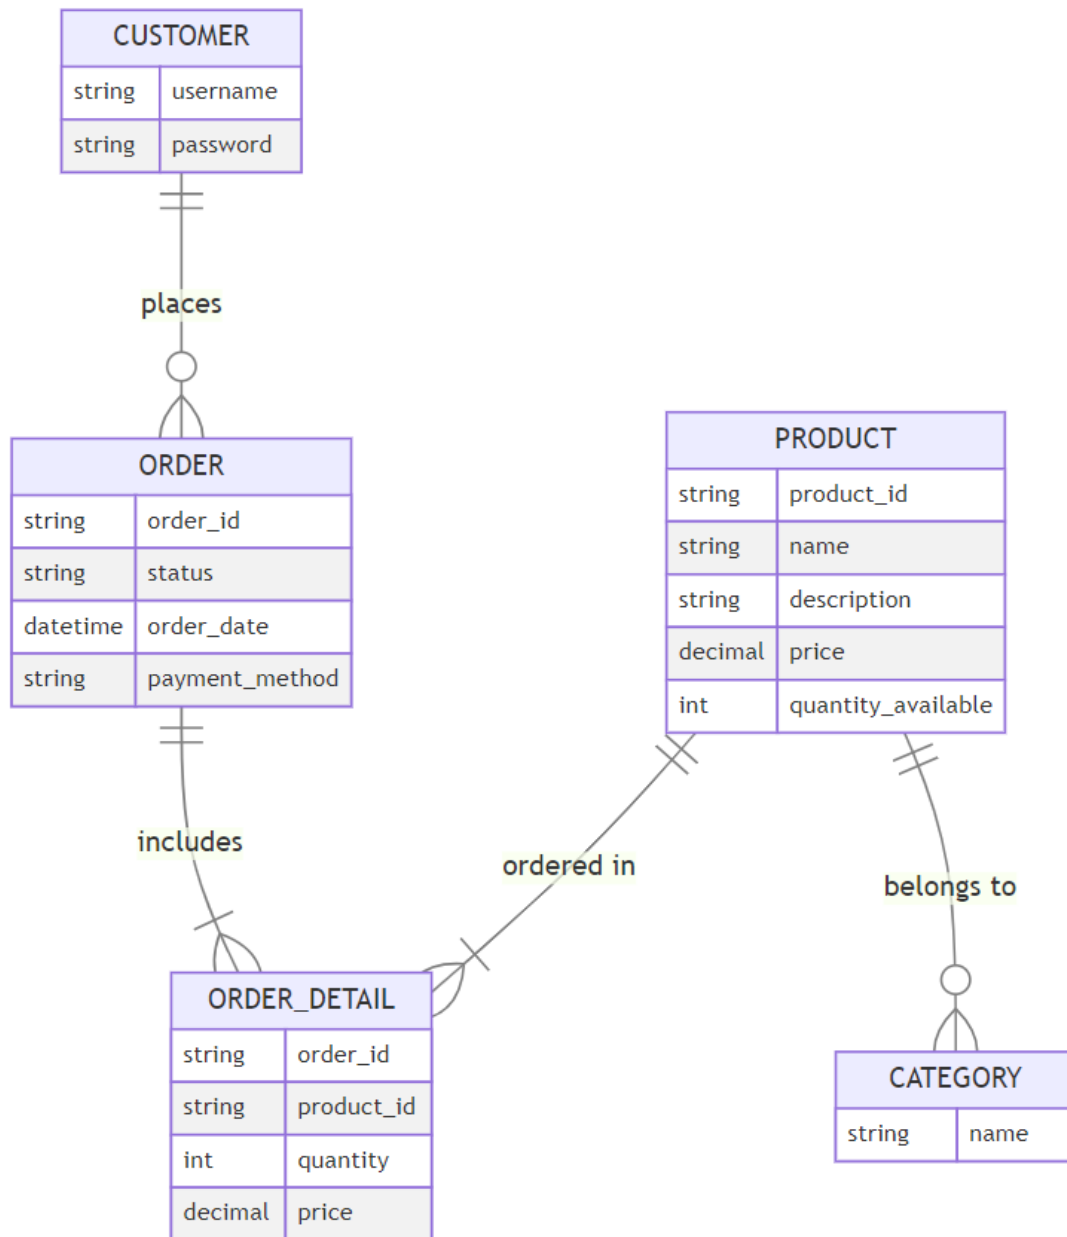 CUSTOMER
string username
string password
places
ORDER
string order_id
string status
datetime order_date
string payment_method
PRODUCT
string product_id
string name
string description
decimal price
int quantity_available
includes
ordered in
belongs to
ORDER_DETAIL
string order_id
string product_id
int quantity
decimal price
CATEGORY
string name